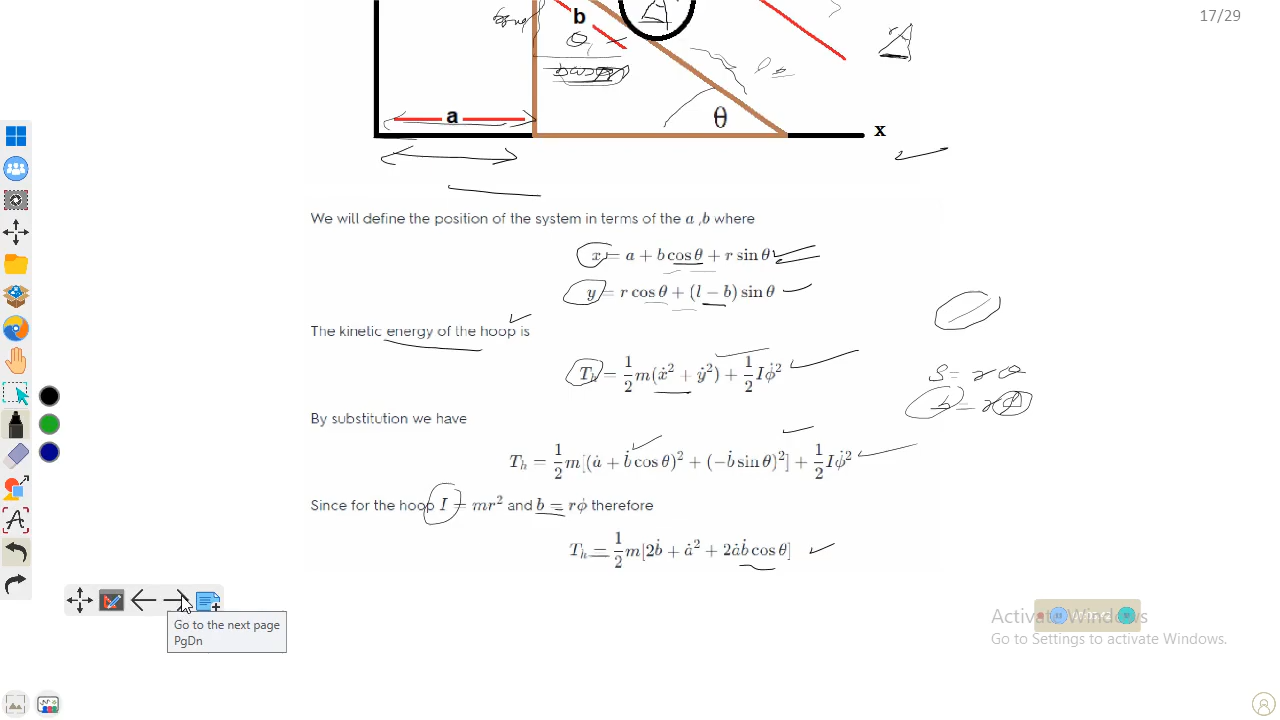 17/29
b
θ
a
θ
x
We will define the position of the system in terms of the a ,b where
x = a + b cos θ + r sin θ
y = r cos θ + (l − b) sin θ
The kinetic energy of the hoop is
T_h = 1/2 m(ẋ² + ẏ²) + 1/2 Iφ̇²
S = rθ
b = rφ
By substitution we have
T_h = 1/2 m[(ȧ + ḃ cos θ)² + (−ḃ sin θ)²] + 1/2 Iφ̇²
Since for the hoop I = mr² and b = rφ therefore
T_h = 1/2 m[2ḃ + ȧ² + 2ȧḃ cos θ]
Go to the next page
PgDn
Activate Windows
Go to Settings to activate Windows.